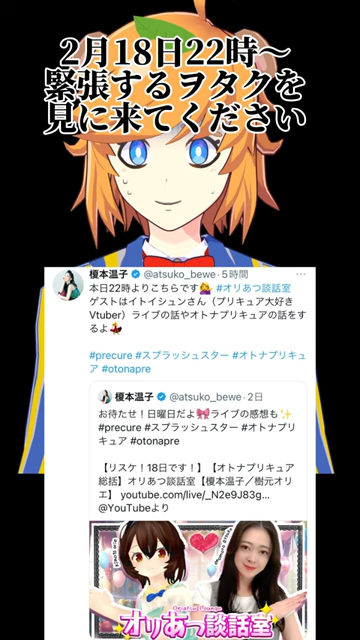 2月18日22時〜
緊張するヲタクを
見に来てください
榎本温子 @atsuko_bewe・5時間
本日22時よりこちらです💁‍♀️ #オリあつ談話室
ゲストはイトイシュンさん（プリキュア大好き
Vtuber）ライブの話やオトナプリキュアの話をす
るよ💃
#precure #スプラッシュスター #オトナプリキュ
ア #otonapre
榎本温子 @atsuko_bewe・2日
お待たせ！日曜日だよ🎀ライブの感想も✨
#precure #スプラッシュスター #オトナプリ
キュア #otonapre
【リスケ！18日です！】【オトナプリキュア
総括】オリあつ談話室【榎本温子／樹元オリ
エ】 youtube.com/live/_N2e9J83g...
@YouTubeより
Oriatsu Lounge
オリあつ談話室